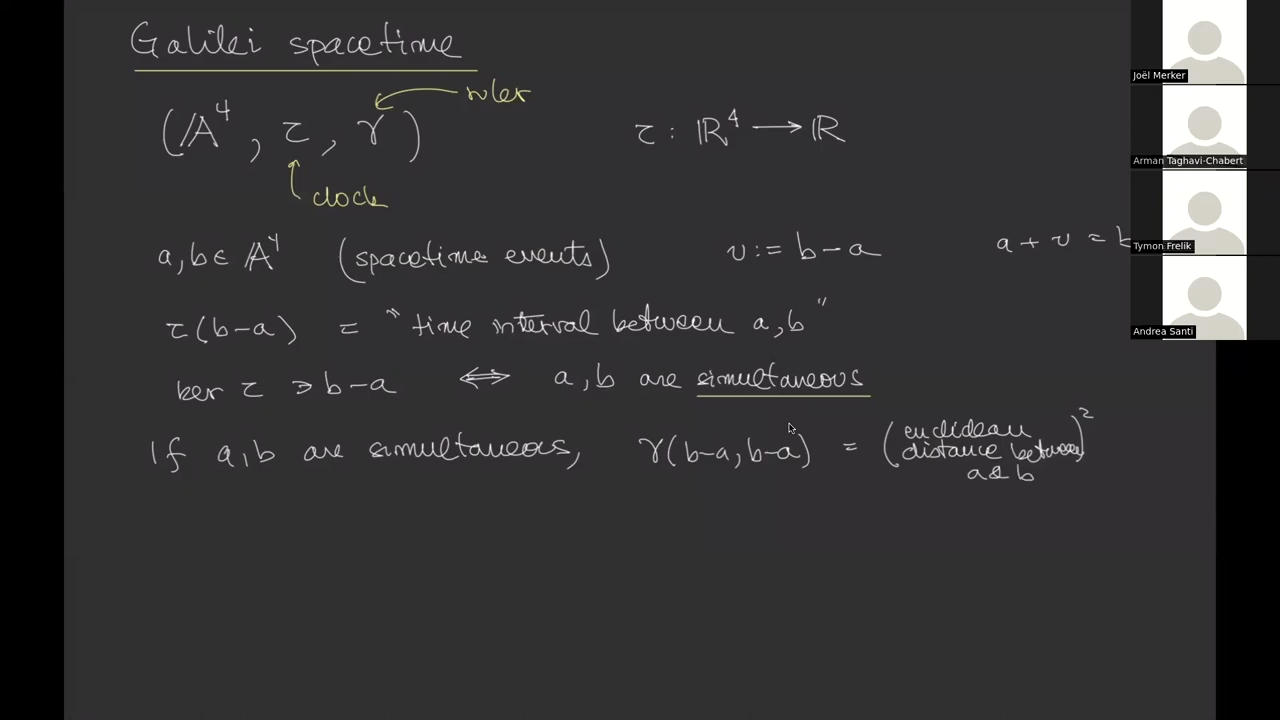 Galilei spacetime
ruler
(𝔸⁴, τ, γ)
τ : ℝ⁴ ⟶ ℝ
clock
a, b ∈ 𝔸⁴ (spacetime events) v := b − a a + v = b
τ(b−a) = "time interval between a, b"
ker τ ∋ b−a ⟺ a, b are simultaneous
If a, b are simultaneous, γ(b−a, b−a) = (euclidean distance between a & b)²
Joël Merker
Arman Taghavi-Chabert
Tymon Frelik
Andrea Santi